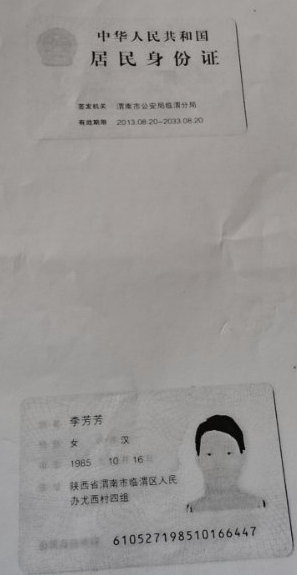 中华人民共和国
居民身份证
签发机关 渭南市公安局临渭分局
有效期限 2013.08.20-2033.08.20
李芳芳
女 汉
1985 10 16
陕西省渭南市临渭区人民
办尤西村四组
610527198510166447